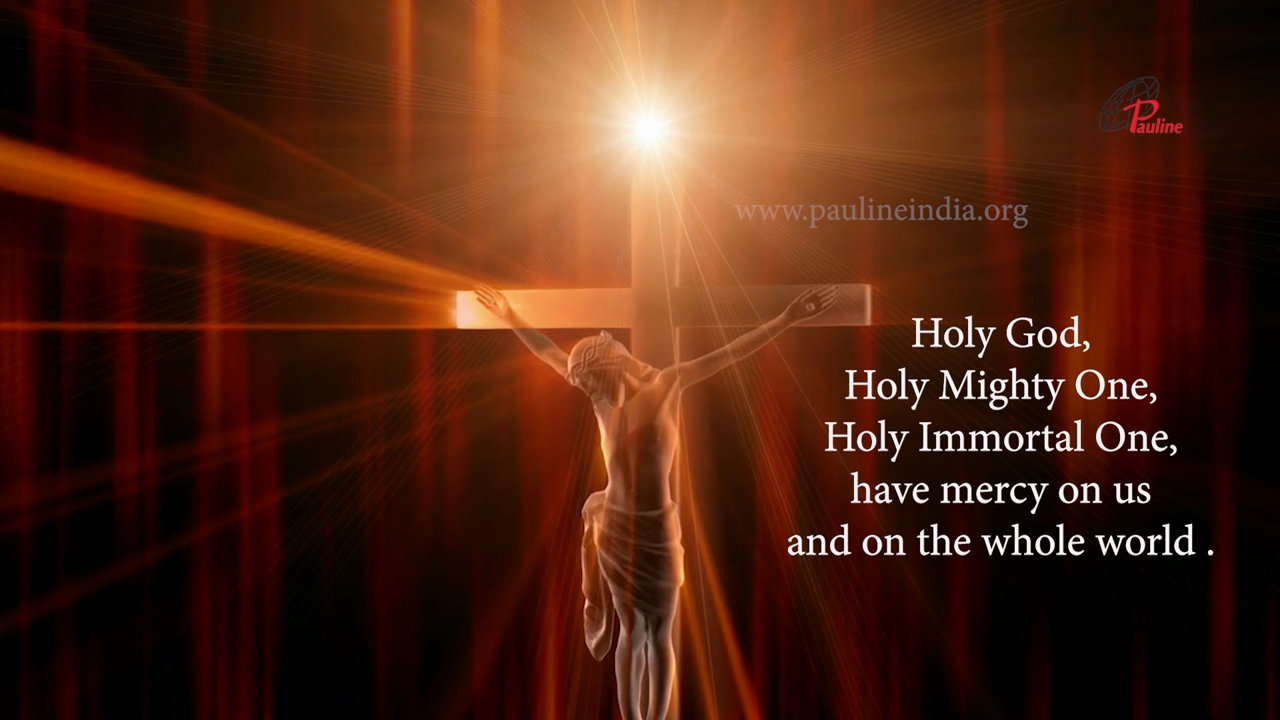 Pauline
www.paulineindia.org
Holy God,
Holy Mighty One,
Holy Immortal One,
have mercy on us
and on the whole world .